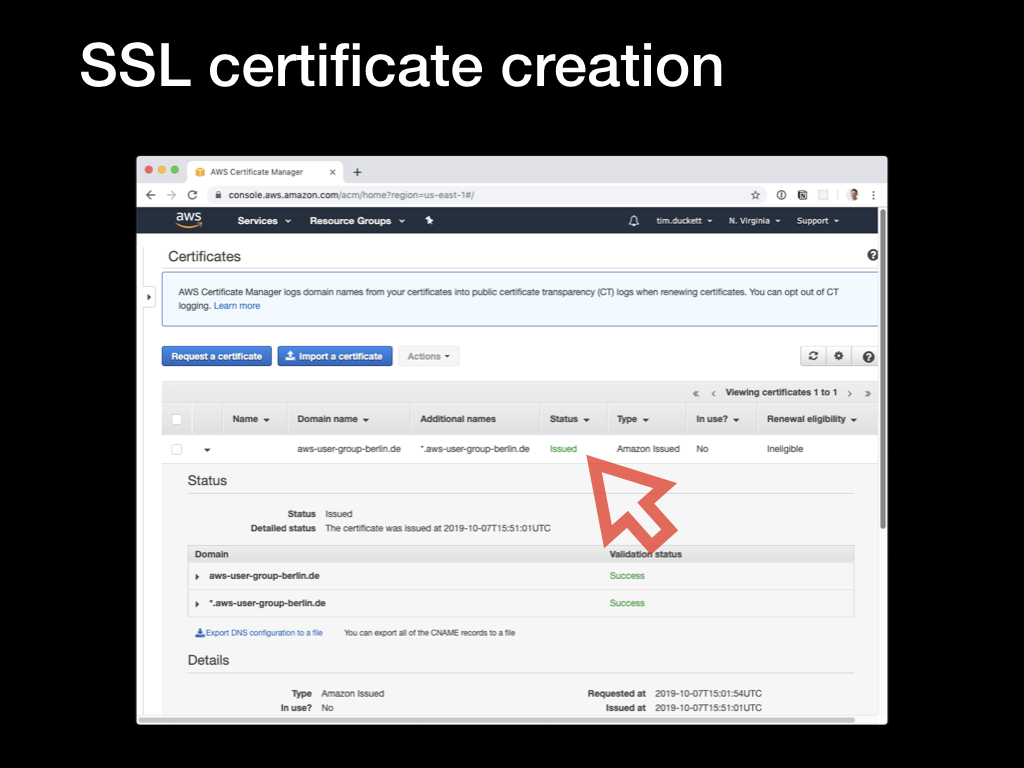 SSL certificate creation
AWS Certificate Manager
console.aws.amazon.com/acm/home?region=us-east-1#/
aws Services Resource Groups tim.duckett N. Virginia Support
Certificates
AWS Certificate Manager logs domain names from your certificates into public certificate transparency (CT) logs when renewing certificates. You can opt out of CT
logging. Learn more
Request a certificate Import a certificate Actions
« ‹ Viewing certificates 1 to 1 › »
Name Domain name Additional names Status Type In use? Renewal eligibility
aws-user-group-berlin.de *.aws-user-group-berlin.de Issued Amazon Issued No Ineligible
Status
Status Issued
Detailed status The certificate was issued at 2019-10-07T15:51:01UTC
Domain Validation status
aws-user-group-berlin.de Success
*.aws-user-group-berlin.de Success
Export DNS configuration to a file You can export all of the CNAME records to a file
Details
Type Amazon Issued Requested at 2019-10-07T15:01:54UTC
In use? No Issued at 2019-10-07T15:51:01UTC